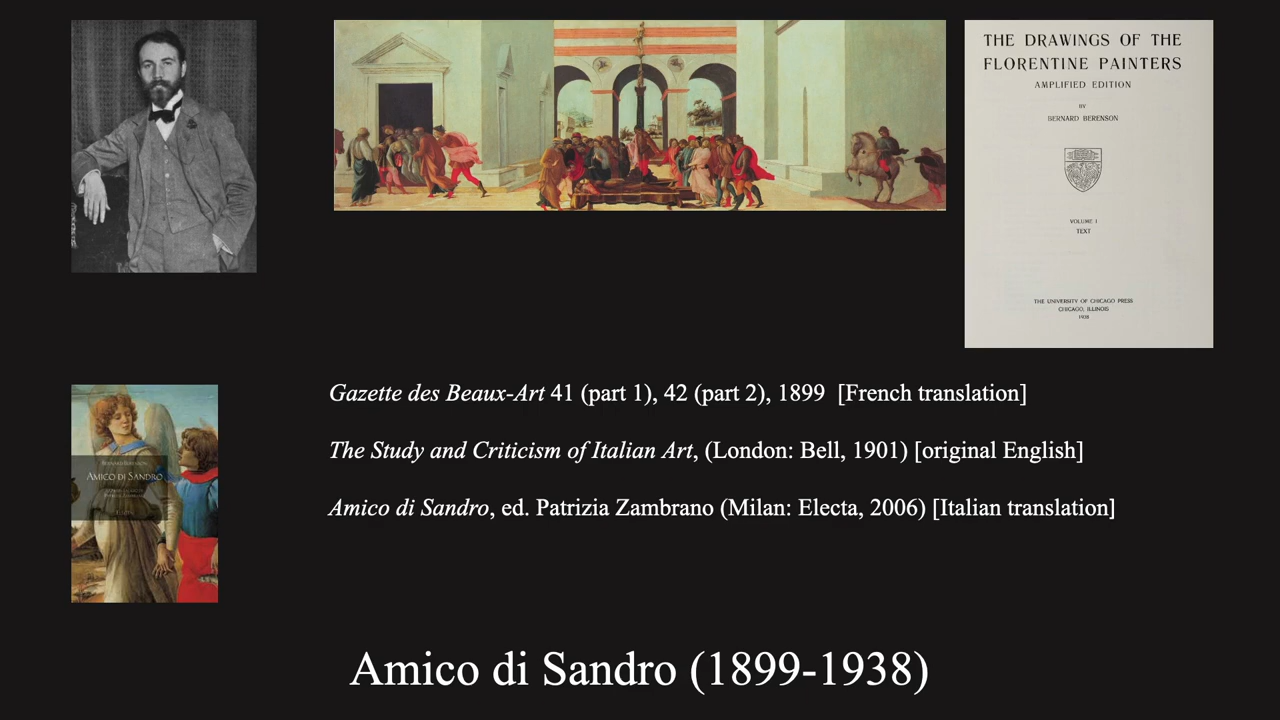 THE DRAWINGS OF THE
FLORENTINE PAINTERS
AMPLIFIED EDITION
BY
BERNARD BERENSON
VOLUME I
TEXT
THE UNIVERSITY OF CHICAGO PRESS
CHICAGO, ILLINOIS
1938
Gazette des Beaux-Art 41 (part 1), 42 (part 2), 1899 [French translation]
The Study and Criticism of Italian Art, (London: Bell, 1901) [original English]
Amico di Sandro, ed. Patrizia Zambrano (Milan: Electa, 2006) [Italian translation]
BERNARD BERENSON
AMICO DI SANDRO
Amico di Sandro (1899-1938)